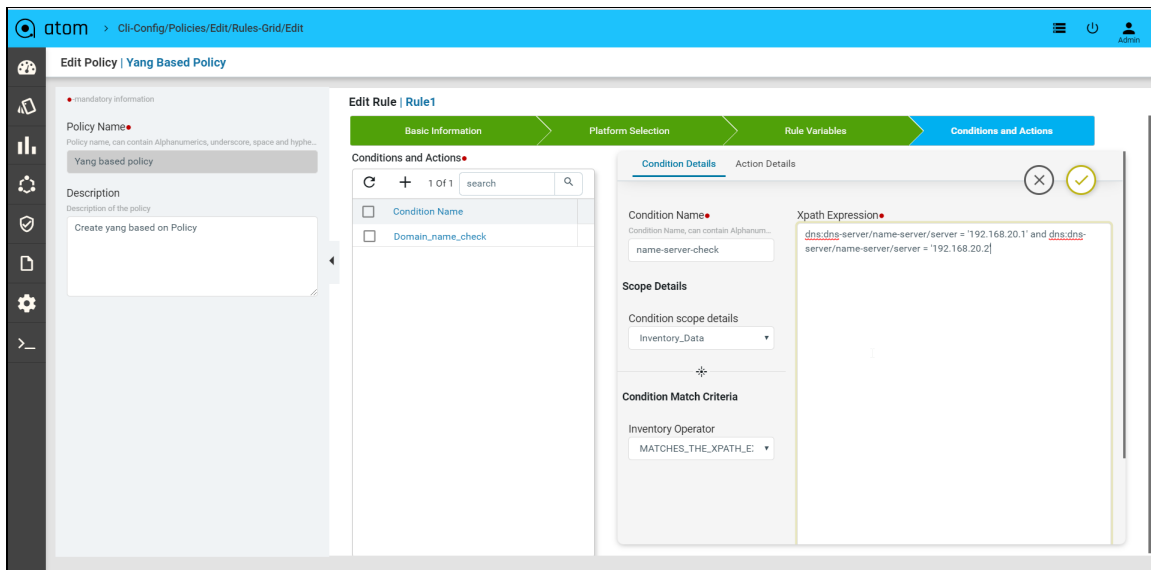 atom > Cli-Config/Policies/Edit/Rules-Grid/Edit
Admin
Edit Policy | Yang Based Policy
•-mandatory information
Policy Name•
Policy name, can contain Alphanumerics, underscore, space and hyphe...
Yang based policy
Description
Description of the policy
Create yang based on Policy
Edit Rule | Rule1
Basic Information
Platform Selection
Rule Variables
Conditions and Actions
Conditions and Actions•
1 Of 1 search
Condition Name
Domain_name_check
Condition Details Action Details
Condition Name•
Condition Name, can contain Alphanum...
name-server-check
Scope Details
Condition scope details
Inventory_Data
Condition Match Criteria
Inventory Operator
MATCHES_THE_XPATH_E:
Xpath Expression•
dns:dns-server/name-server/server = '192.168.20.1' and dns:dns-
server/name-server/server = '192.168.20.2'